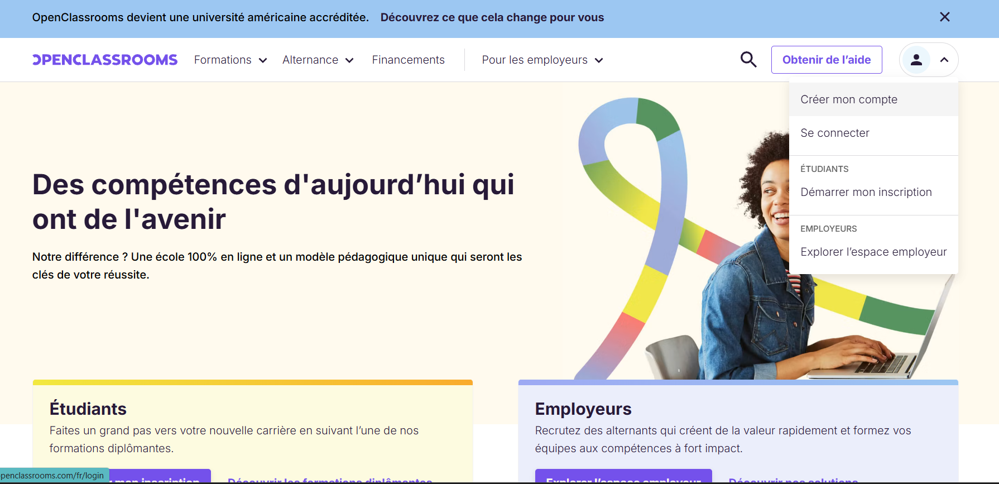 OpenClassrooms devient une université américaine accréditée. Découvrez ce que cela change pour vous
OPENCLASSROOMS Formations Alternance Financements Pour les employeurs Obtenir de l’aide
Créer mon compte
Se connecter
ÉTUDIANTS
Démarrer mon inscription
EMPLOYEURS
Explorer l’espace employeur
Des compétences d'aujourd’hui qui
ont de l'avenir
Notre différence ? Une école 100% en ligne et un modèle pédagogique unique qui seront les
clés de votre réussite.
Étudiants
Faites un grand pas vers votre nouvelle carrière en suivant l’une de nos
formations diplômantes.
mon inscription Découvrir les formations diplômantes
Employeurs
Recrutez des alternants qui créent de la valeur rapidement et formez vos
équipes aux compétences à fort impact.
Explorer l’espace employeur Découvrir nos solutions
penclassrooms.com/fr/login